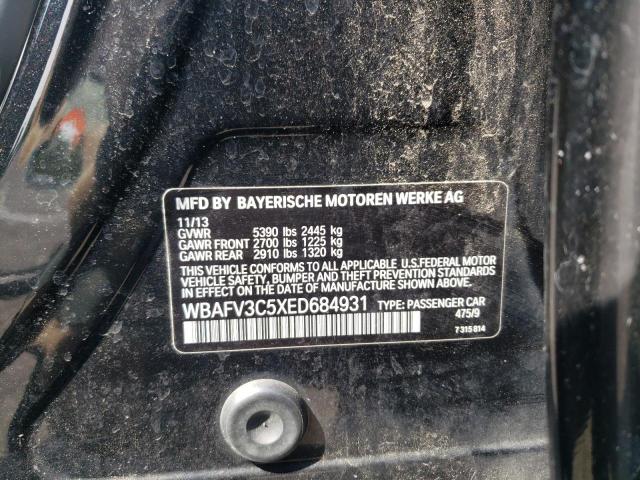 MFD BY BAYERISCHE MOTOREN WERKE AG
11/13
GVWR 5390 lbs 2445 kg
GAWR FRONT 2700 lbs 1225 kg
GAWR REAR 2910 lbs 1320 kg
THIS VEHICLE CONFORMS TO ALL APPLICABLE U.S.FEDERAL MOTOR
VEHICLE SAFETY, BUMPER AND THEFT PREVENTION STANDARDS
IN EFFECT ON THE DATE OF MANUFACTURE SHOWN ABOVE.
WBAFV3C5XED684931 TYPE: PASSENGER CAR
475/9
7 315 814